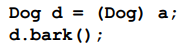 Dog d = (Dog) a;
d.bark();